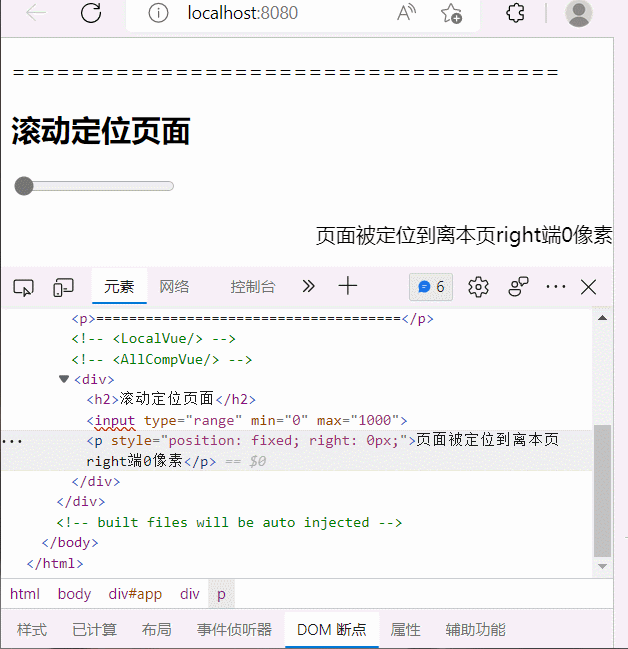 localhost:8080
=====================================
滚动定位页面
页面被定位到离本页right端0像素
元素 网络 控制台 6
<p>=====================================</p>
<!-- <LocalVue/> -->
<!-- <AllCompVue/> -->
<div>
<h2>滚动定位页面</h2>
<input type="range" min="0" max="1000">
<p style="position: fixed; right: 0px;">页面被定位到离本页
right端0像素</p> == $0
</div>
</div>
<!-- built files will be auto injected -->
</body>
</html>
html body div#app div p
样式 已计算 布局 事件侦听器 DOM 断点 属性 辅助功能